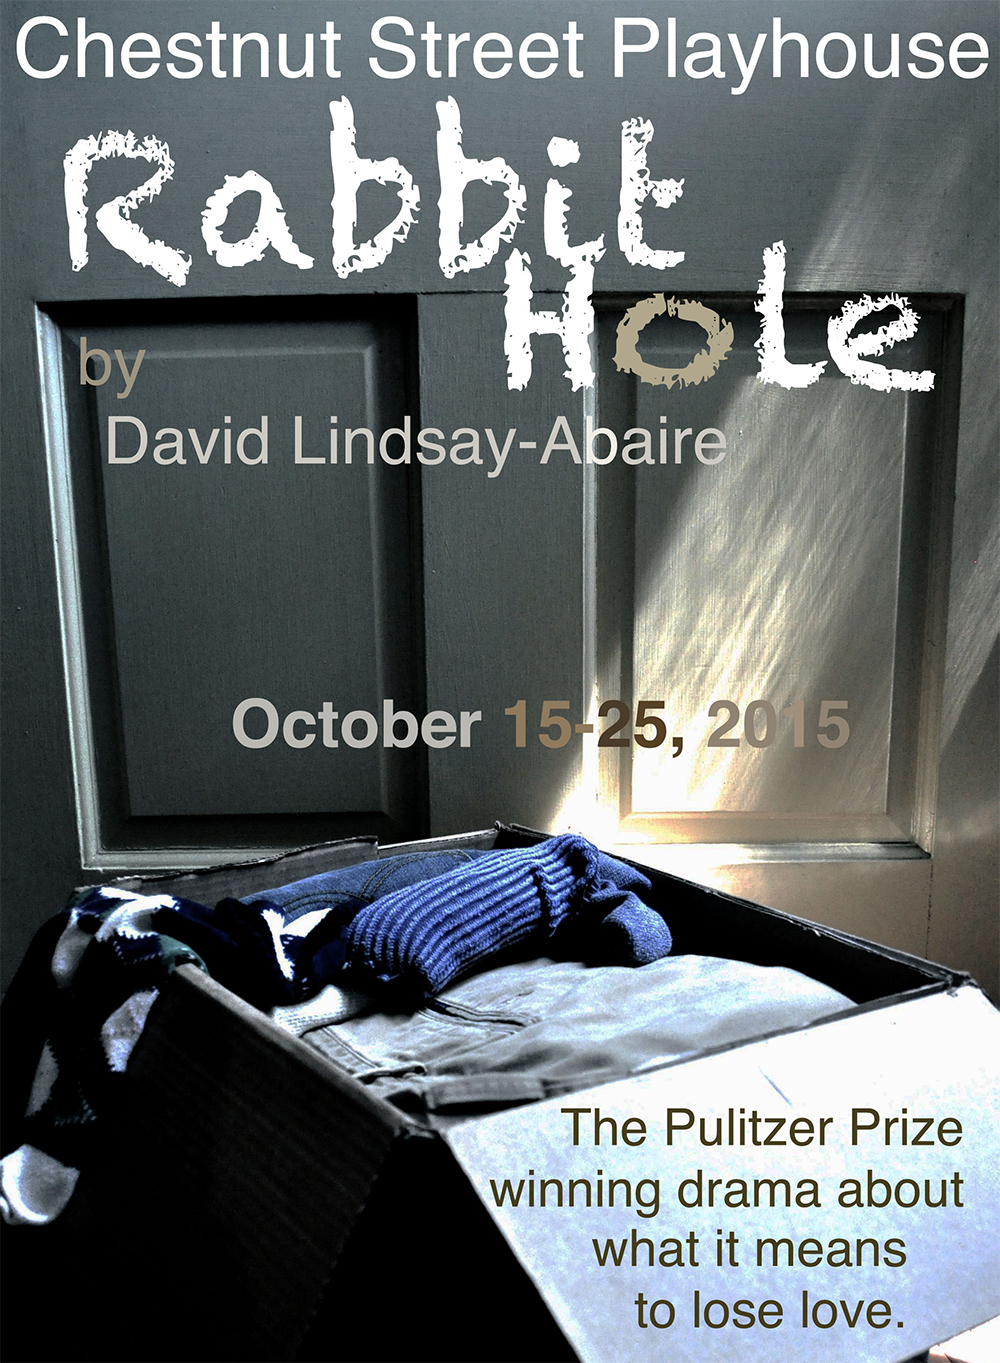 Chestnut Street Playhouse
Rabbit
Hole
by
David Lindsay-Abaire
October 15-25, 2015
The Pulitzer Prize
winning drama about
what it means
to lose love.